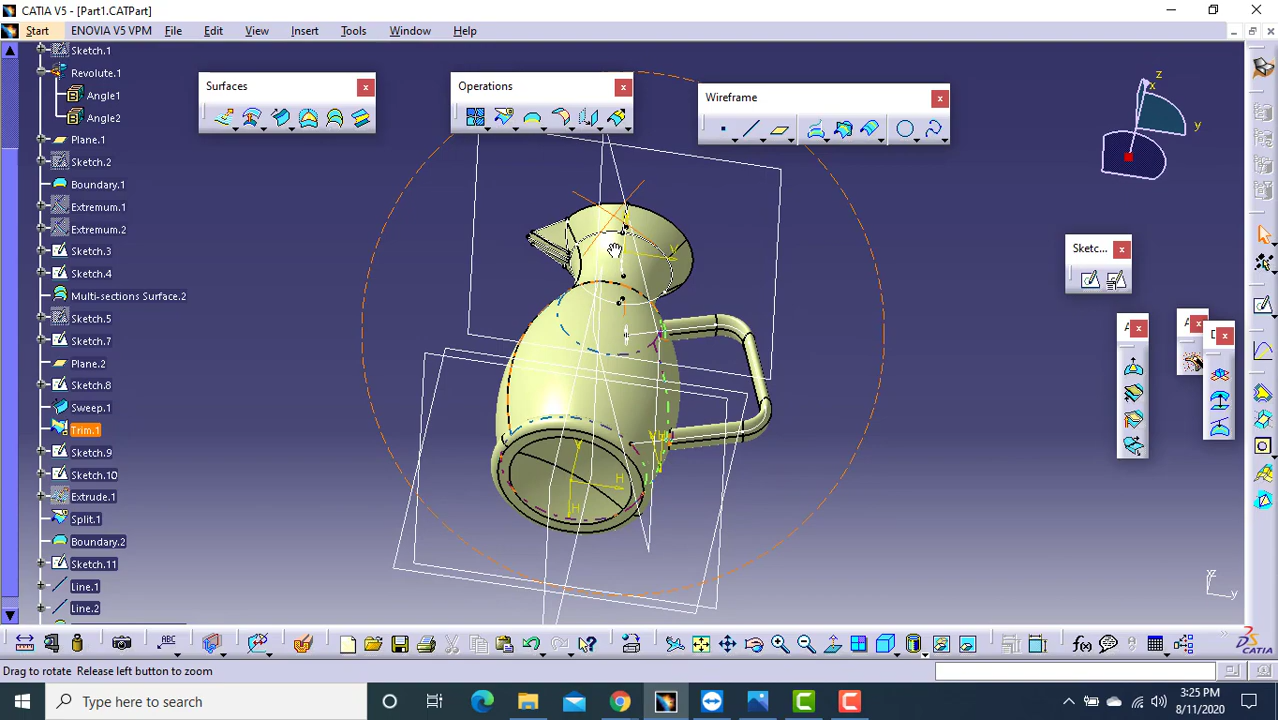 CATIA V5 - [Part1.CATPart]
Start ENOVIA V5 VPM File Edit View Insert Tools Window Help
Sketch.1
Revolute.1
Angle1
Angle2
Plane.1
Sketch.2
Boundary.1
Extremum.1
Extremum.2
Sketch.3
Sketch.4
Multi-sections Surface.2
Sketch.5
Sketch.7
Plane.2
Sketch.8
Sweep.1
Trim.1
Sketch.9
Sketch.10
Extrude.1
Split.1
Boundary.2
Sketch.11
Line.1
Line.2
Surfaces
Operations
Wireframe
Sketc...
A
A
z
x
y
V
H
V
H
H
xz
y
ABC
f(x)
CATIA
Drag to rotate Release left button to zoom
Type here to search
3:25 PM
8/11/2020